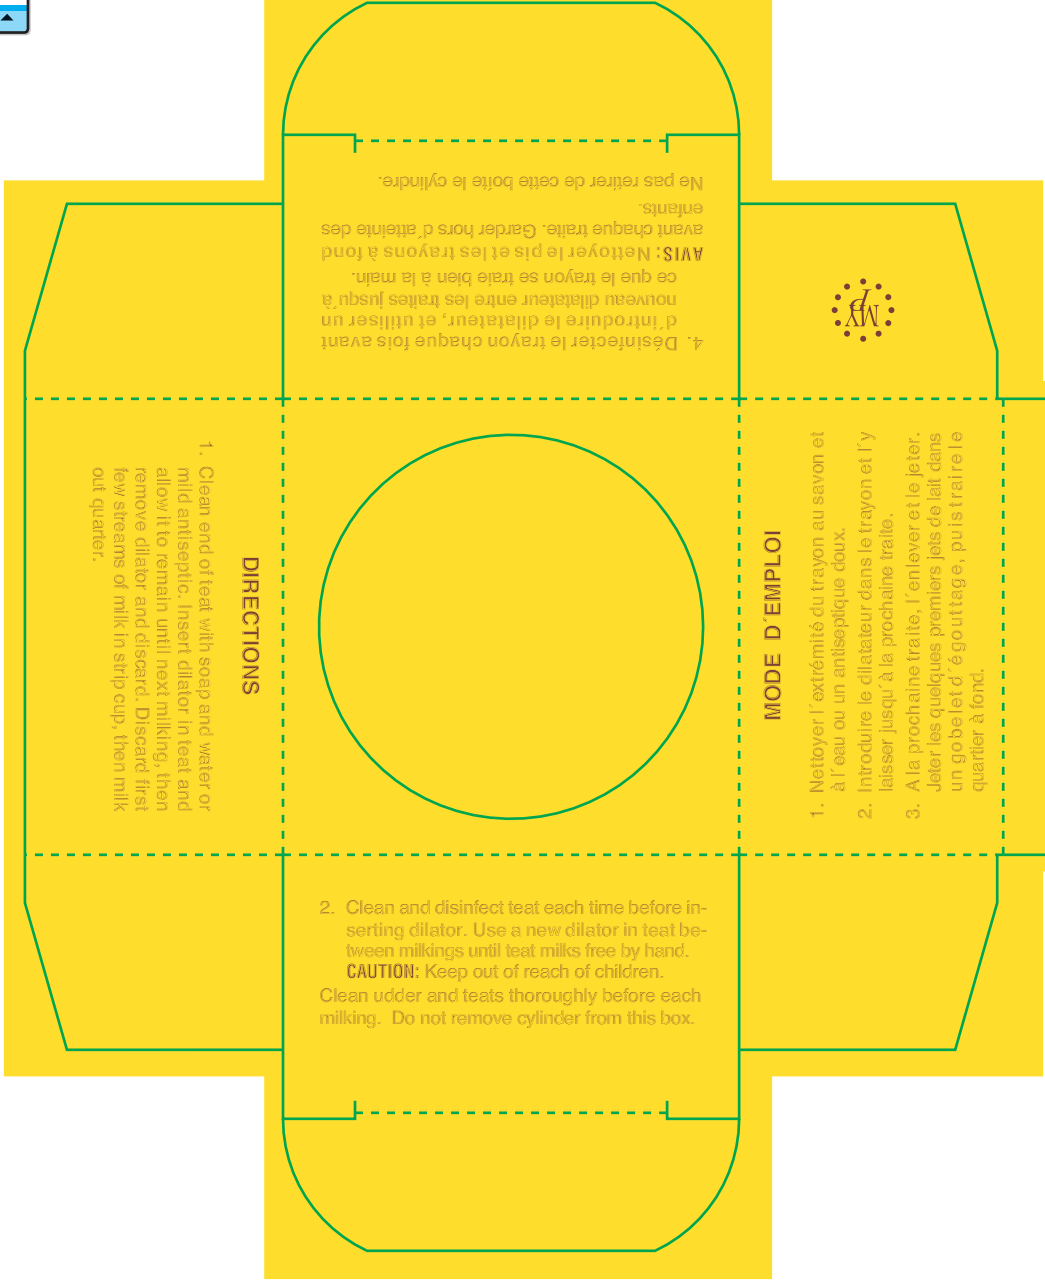 DIRECTIONS
1. Clean end of teat with soap and water or
mild antiseptic. Insert dilator in teat and
allow it to remain until next milking, then
remove dilator and discard. Discard first
few streams of milk in strip cup, then milk
out quarter.
2. Clean and disinfect teat each time before in-
serting dilator. Use a new dilator in teat be-
tween milkings until teat milks free by hand.
CAUTION: Keep out of reach of children.
Clean udder and teats thoroughly before each
milking. Do not remove cylinder from this box.
MODE D´EMPLOI
1. Nettoyer l´extrémité du trayon au savon et
à l´eau ou un antiseptique doux.
2. Introduire le dilatateur dans le trayon et l´y
laisser jusqu´à la prochaine traite.
3. A la prochaine traite, l´enlever et le jeter.
Jeter les quelques premiers jets de lait dans
un gobelet d´égouttage, puis traire le
quartier à fond.
4. Désinfecter le trayon chaque fois avant
d´introduire le dilatateur, et utiliser un
nouveau dilatateur entre les traites jusqu´à
ce que le trayon se traie bien à la main.
AVIS: Nettoyer le pis et les trayons à fond
avant chaque traite. Garder hors d´atteinte des
enfants.
Ne pas retirer de cette boîte le cylindre.
MY
P